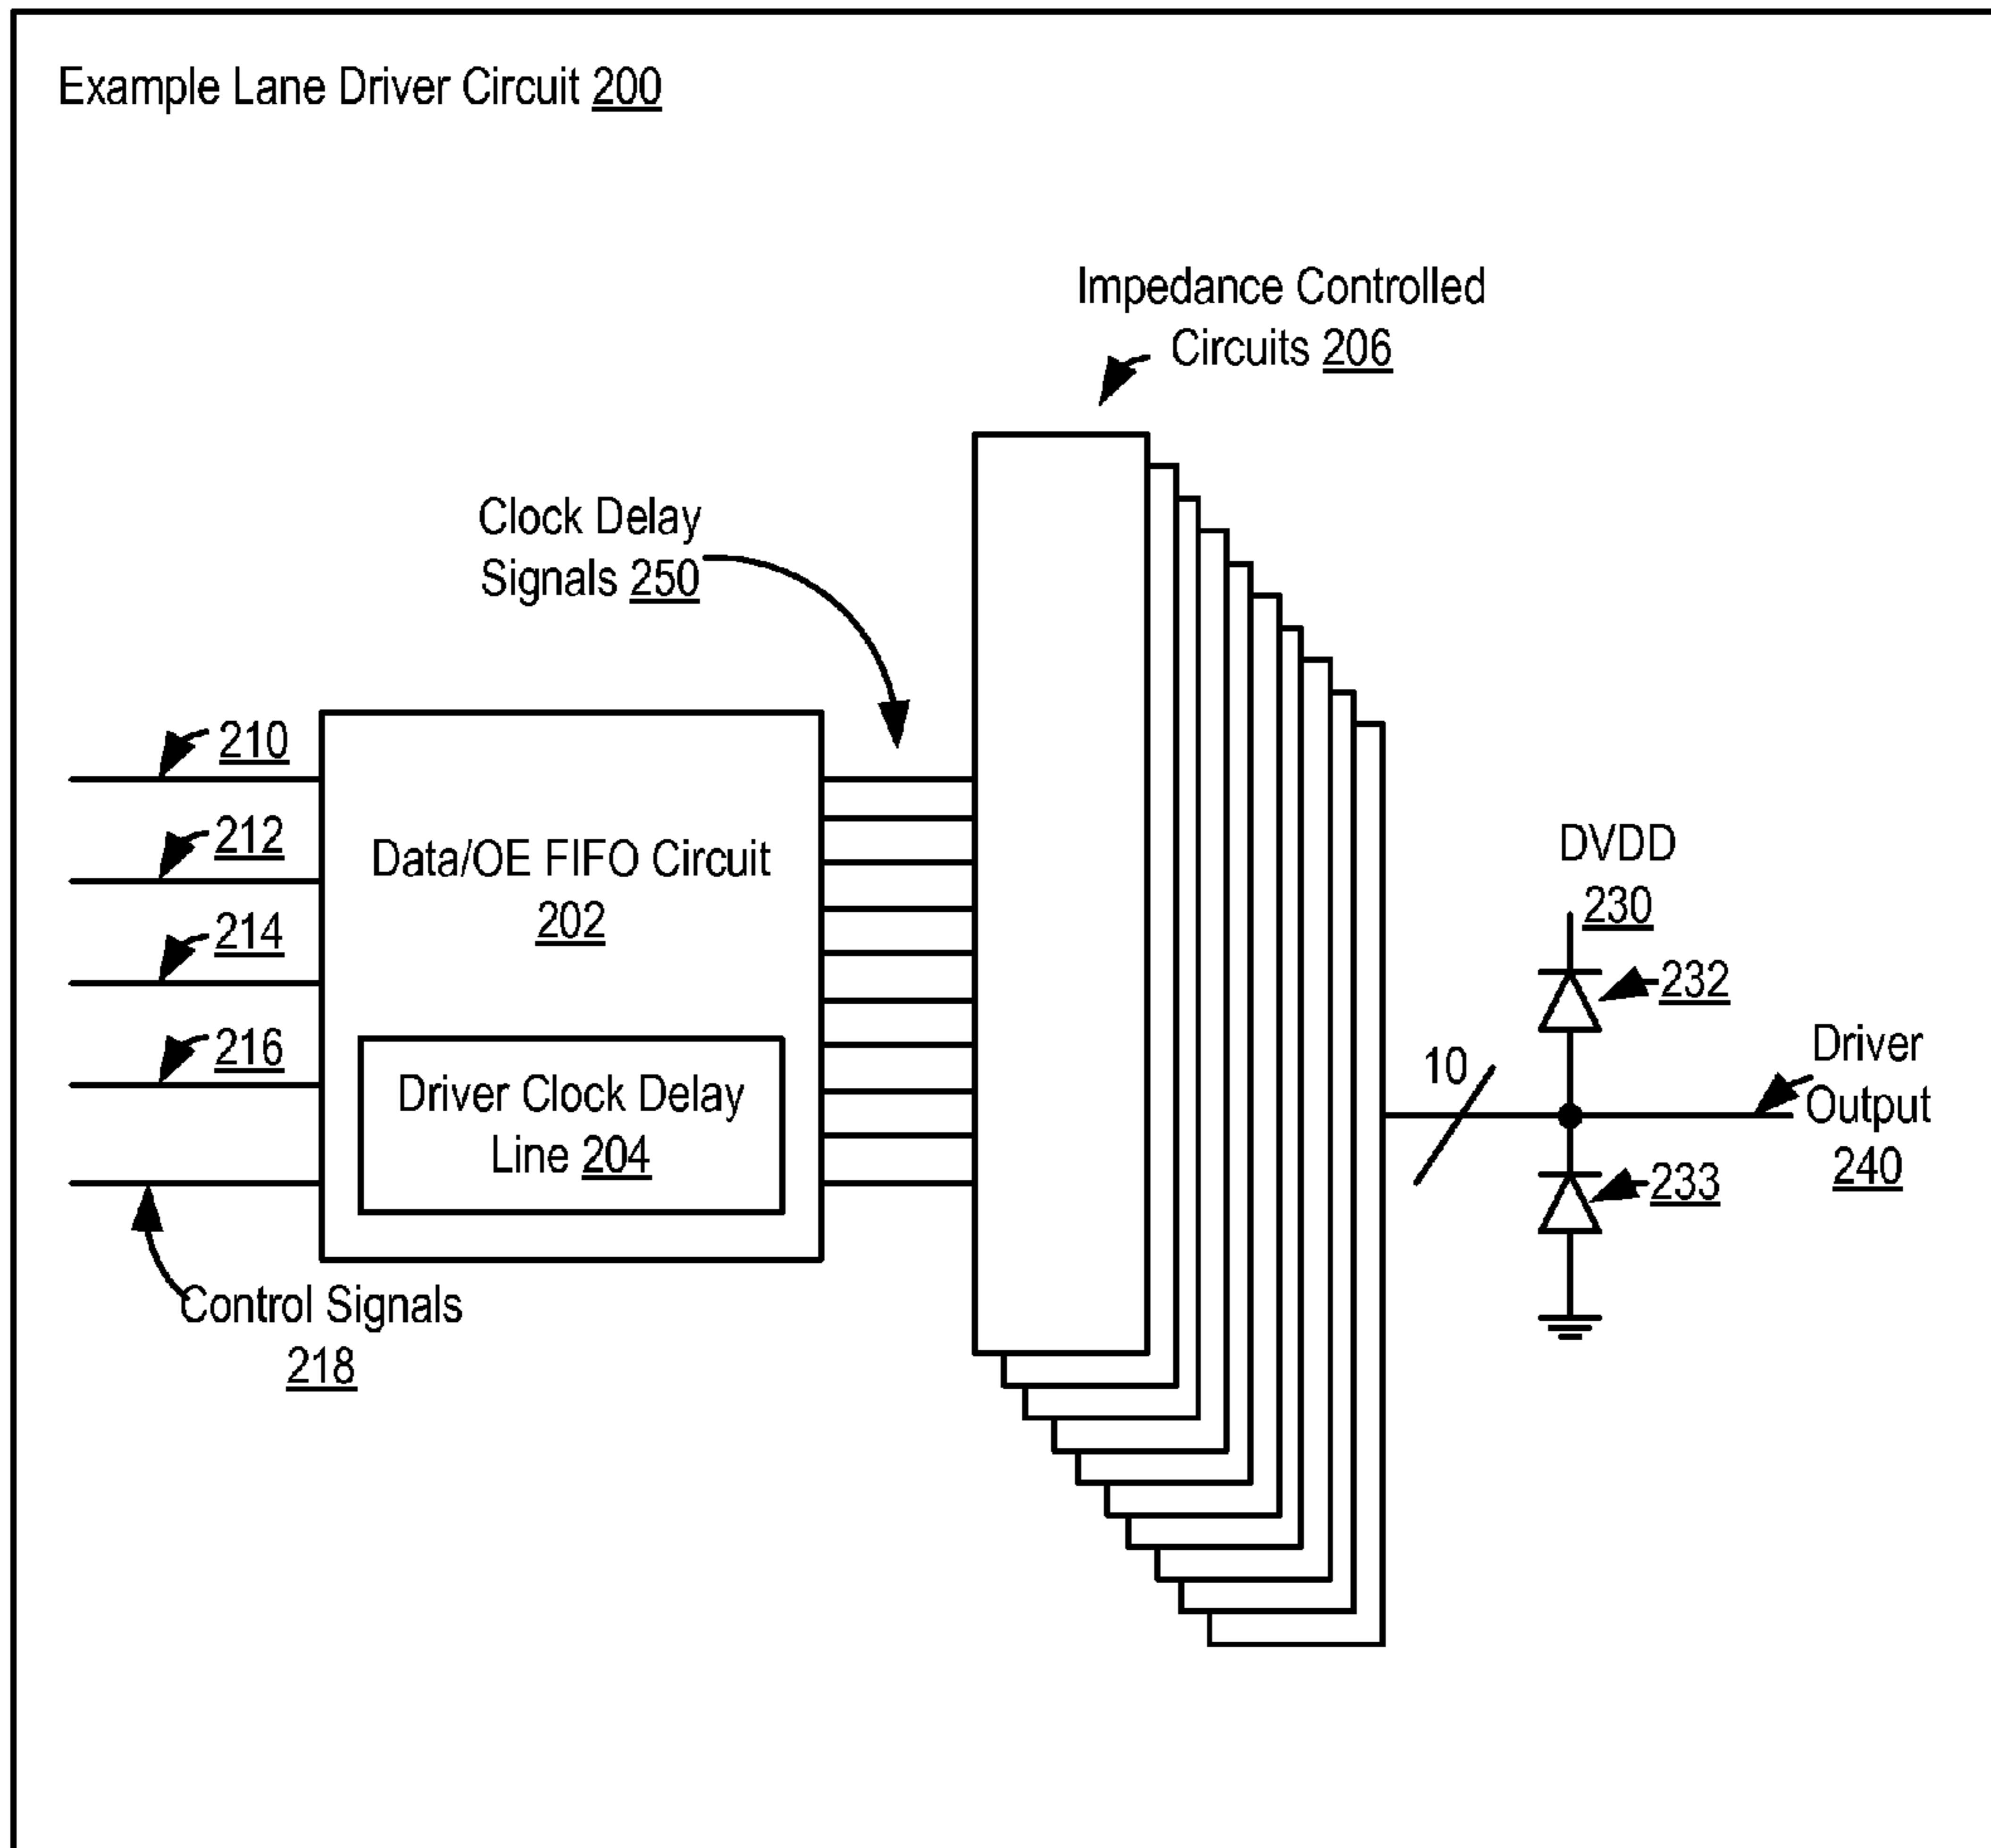 Example Lane Driver Circuit 200
Impedance Controlled
Circuits 206
Clock Delay
Signals 250
210
212
214
216
Data/OE FIFO Circuit
202
Driver Clock Delay
Line 204
Control Signals
218
DVDD
230
232
10
Driver
Output
240
233